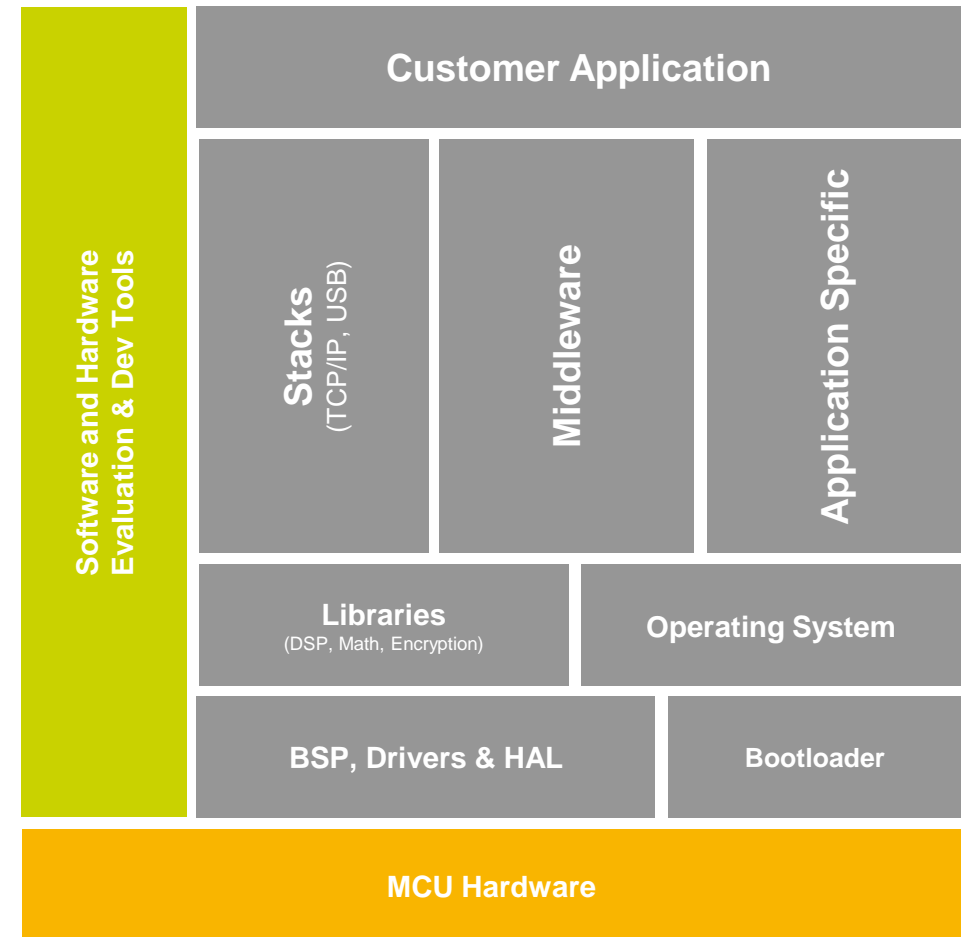 Customer Application
Software and Hardware
Evaluation & Dev Tools
Stacks
(TCP/IP, USB)
Middleware
Application Specific
Libraries
(DSP, Math, Encryption)
Operating System
BSP, Drivers & HAL
Bootloader
MCU Hardware